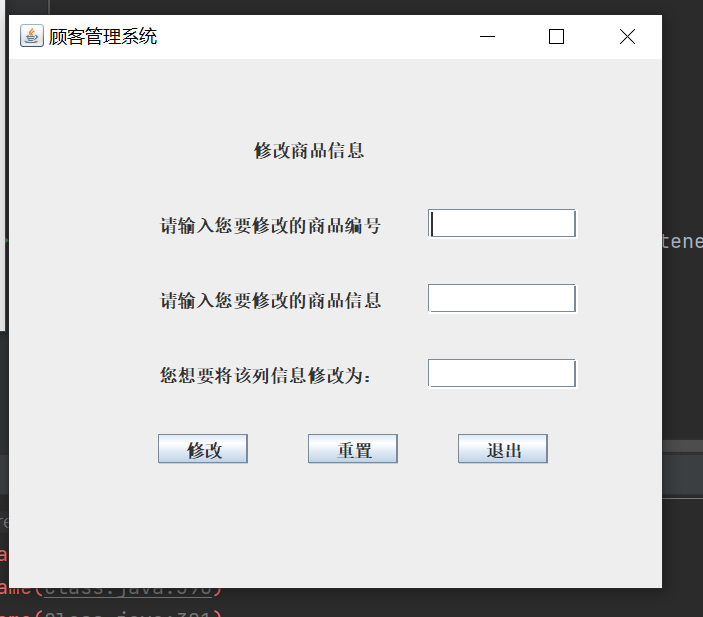 顾客管理系统
修改商品信息
tene
请输入您要修改的商品编号
请输入您要修改的商品信息
您想要将该列信息修改为：
修改 重置 退出